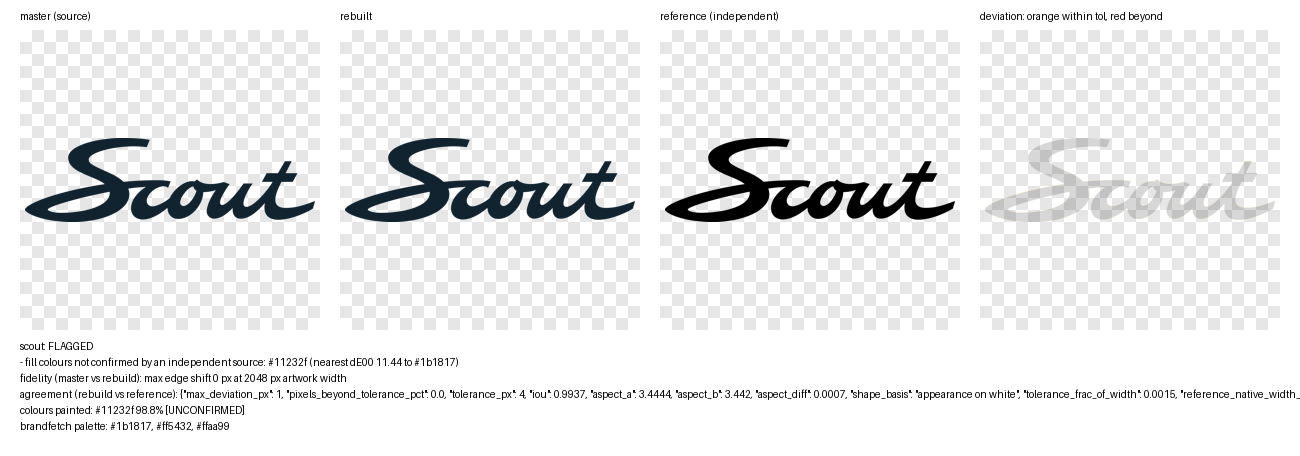 master (source)
rebuilt
reference (independent)
deviation: orange within tol, red beyond
Scout
Scout
Scout
Scout
scout: FLAGGED
- fill colours not confirmed by an independent source: #11232f (nearest dE00 11.44 to #1b1817)
fidelity (master vs rebuild): max edge shift 0 px at 2048 px artwork width
agreement (rebuild vs reference): {"max_deviation_px": 1, "pixels_beyond_tolerance_pct": 0.0, "tolerance_px": 4, "iou": 0.9937, "aspect_a": 3.4444, "aspect_b": 3.442, "aspect_diff": 0.0007, "shape_basis": "appearance on white", "tolerance_frac_of_width": 0.0015, "reference_native_width_
colours painted: #11232f 98.8% [UNCONFIRMED]
brandfetch palette: #1b1817, #ff5432, #ffaa99